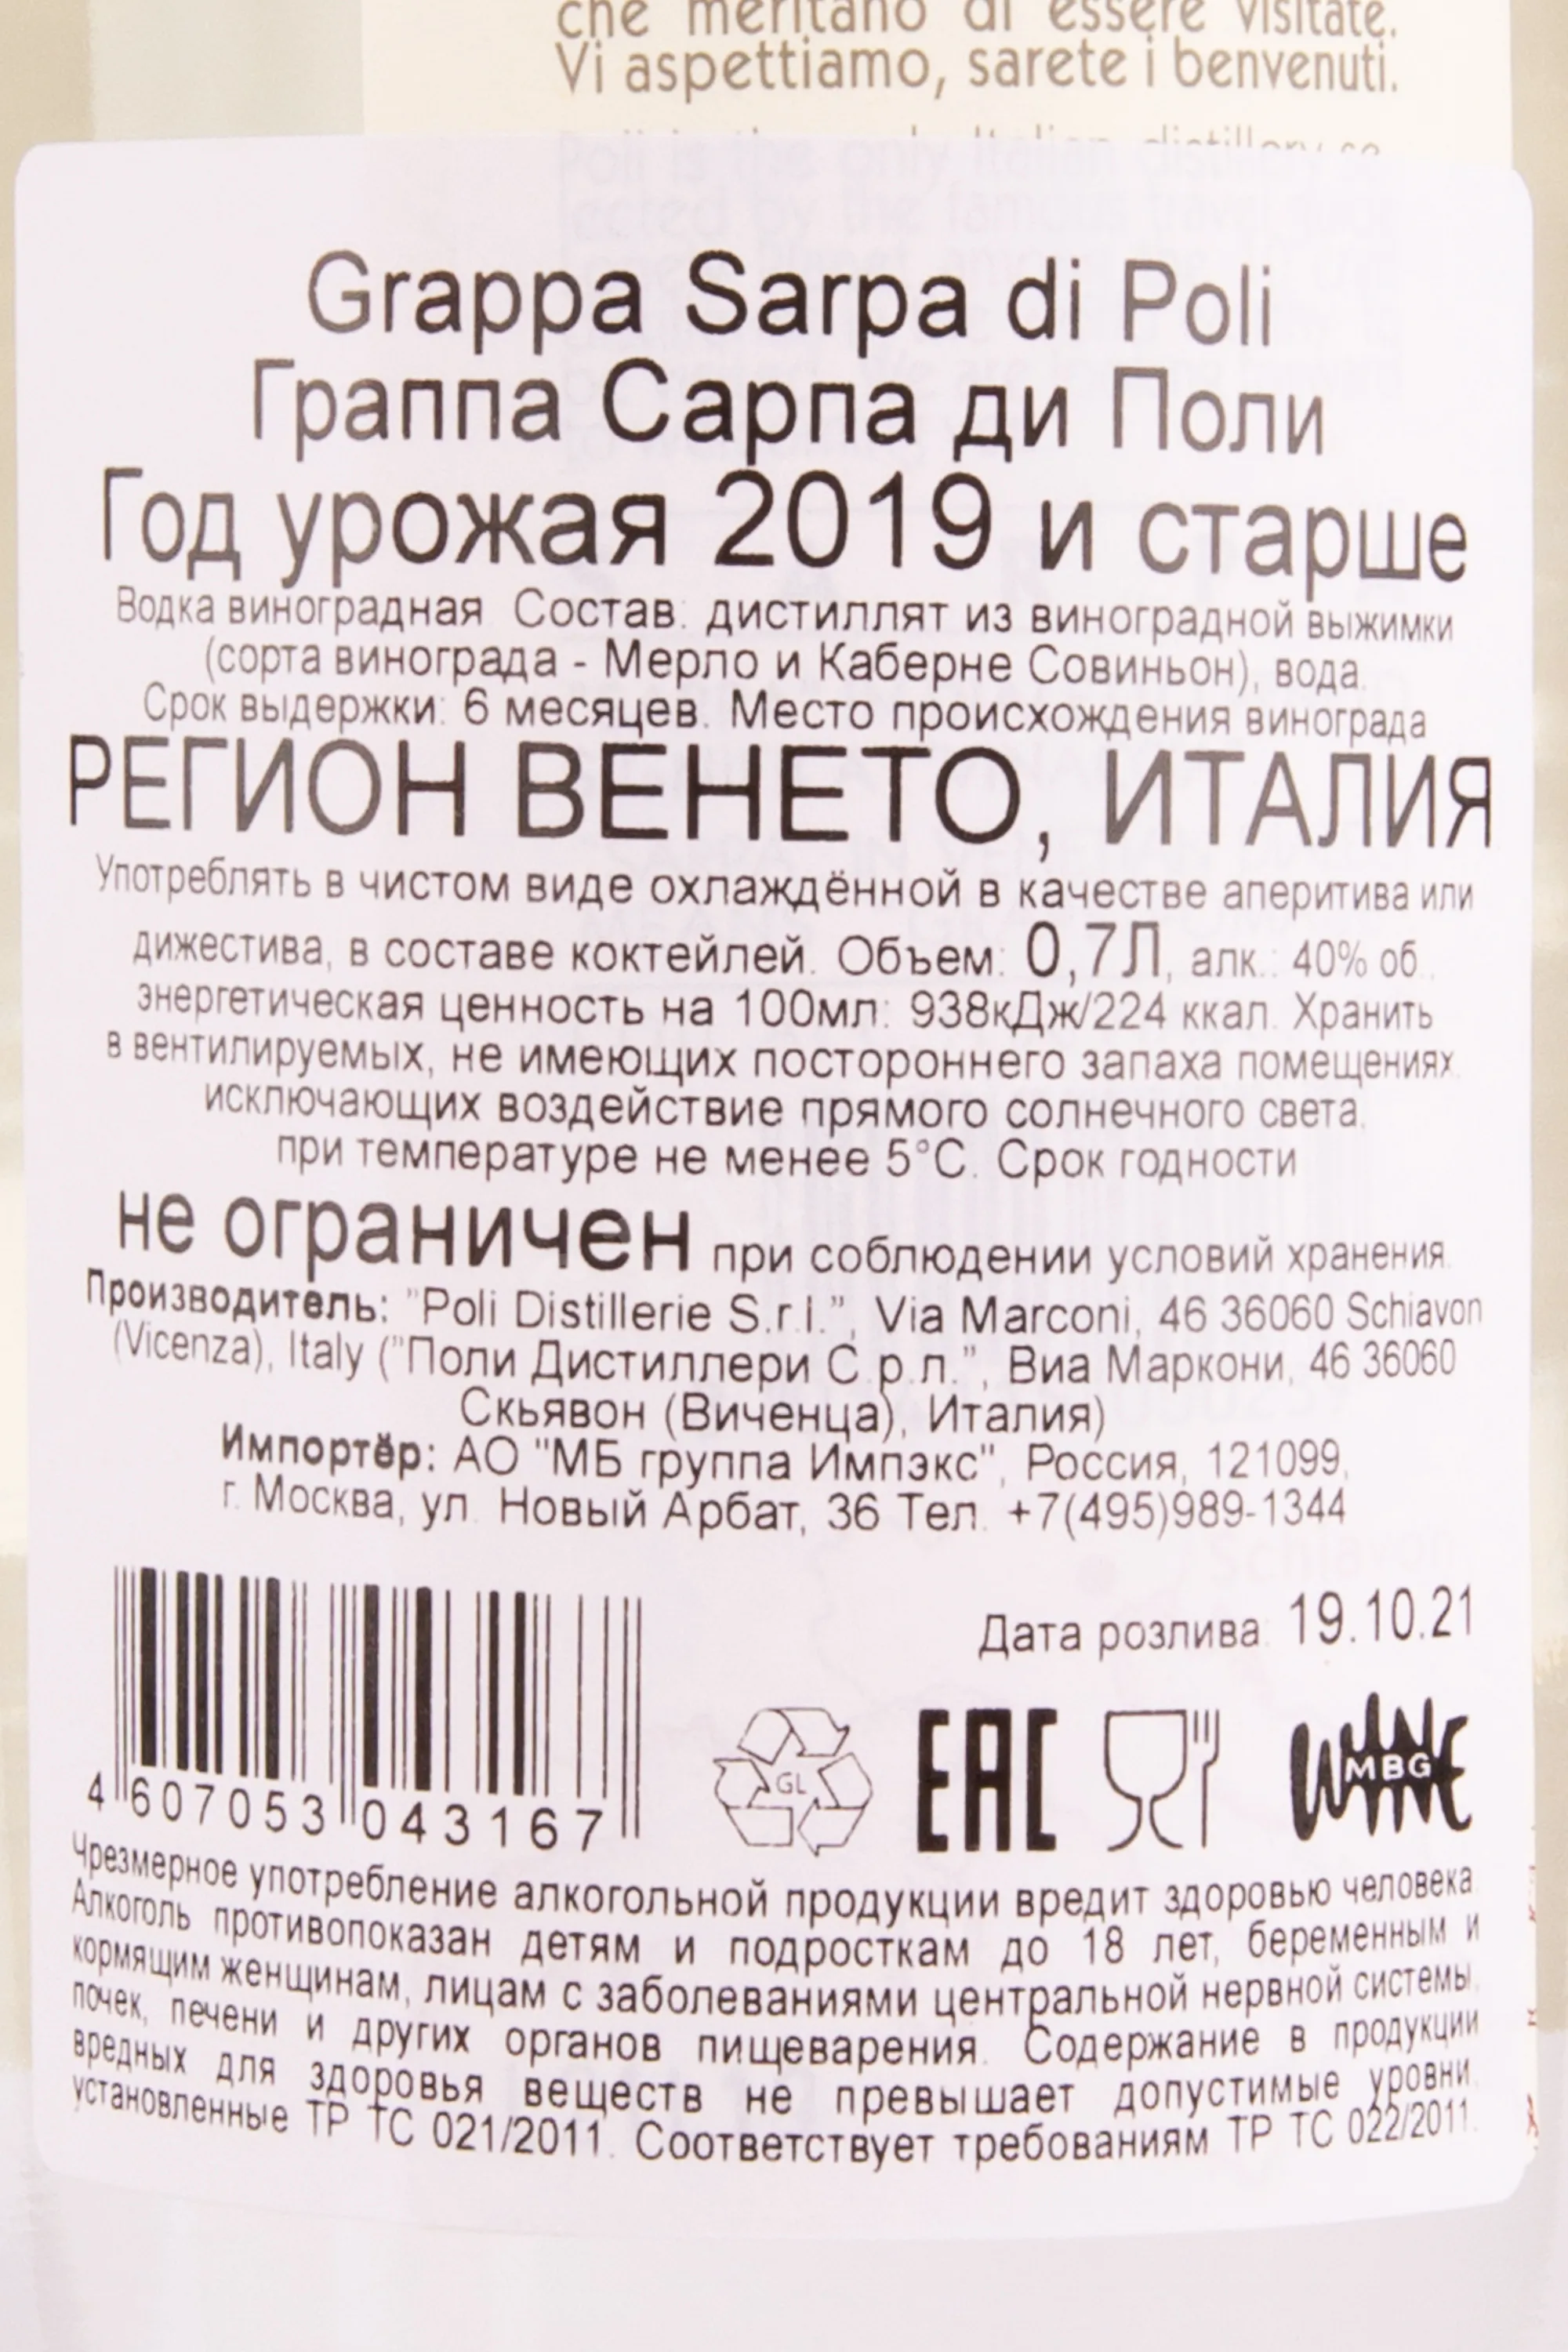 che meritano di essere visitate.
Vi aspettiamo, sarete i benvenuti.
Poli is the only Italian distillery se
Grappa Sarpa di Poli
Граппа Сарпа ди Поли
Год урожая 2019 и старше
Водка виноградная Состав: дистиллят из виноградной выжимки
(сорта винограда - Мерло и Каберне Совиньон), вода.
Срок выдержки: 6 месяцев. Место происхождения винограда
РЕГИОН ВЕНЕТО, ИТАЛИЯ
Употреблять в чистом виде охлаждённой в качестве аперитива или
дижестива, в составе коктейлей. Объем: 0,7Л, алк.: 40% об.,
энергетическая ценность на 100мл: 938кДж/224 ккал. Хранить
в вентилируемых, не имеющих постороннего запаха помещениях,
исключающих воздействие прямого солнечного света,
при температуре не менее 5°С. Срок годности
не ограничен при соблюдении условий хранения.
Производитель: "Poli Distillerie S.r.l.", Via Marconi, 46 36060 Schiavon
(Vicenza), Italy ("Поли Дистиллери С.р.л.", Виа Маркони, 46 36060
Скьявон (Виченца), Италия)
Импортёр: АО "МБ группа Импэкс", Россия, 121099,
г. Москва, ул. Новый Арбат, 36 Тел. +7(495)989-1344
Дата розлива: 19.10.21
4 607053 043167
GL
EAC
WINE
MBG
Чрезмерное употребление алкогольной продукции вредит здоровью человека.
Алкоголь противопоказан детям и подросткам до 18 лет, беременным и
кормящим женщинам, лицам с заболеваниями центральной нервной системы,
почек, печени и других органов пищеварения. Содержание в продукции
вредных для здоровья веществ не превышает допустимые уровни,
установленные ТР ТС 021/2011. Соответствует требованиям ТР ТС 022/2011.